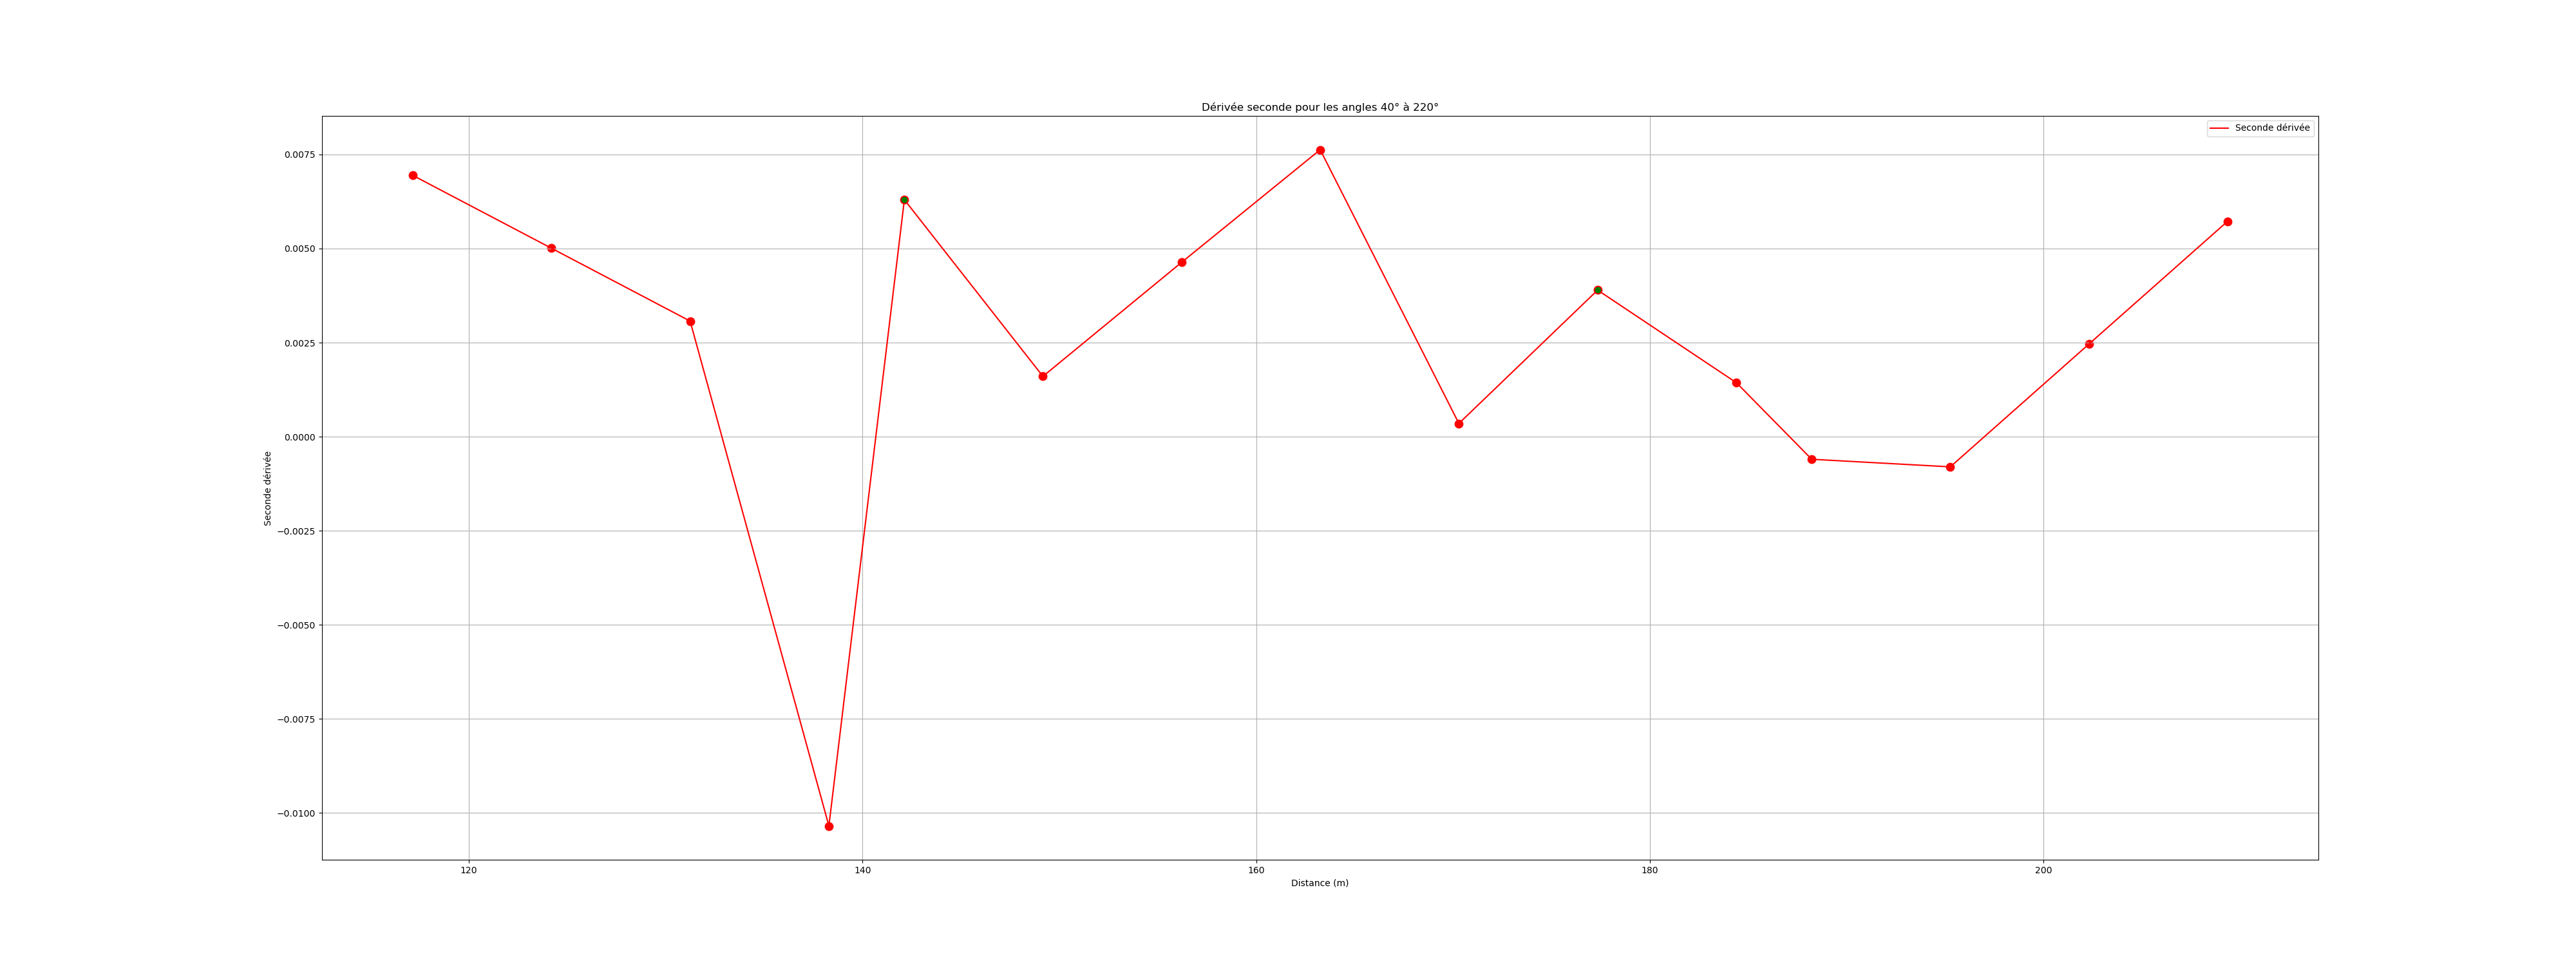 Dérivée seconde pour les angles 40° à 220°
Seconde dérivée
0.0075
0.0050
0.0025
0.0000
−0.0025
−0.0050
−0.0075
−0.0100
Seconde dérivée
120 140 160 180 200
Distance (m)